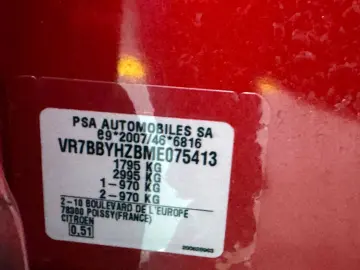 PSA AUTOMOBILES SA
e9*2007/46*6816
VR7BBYHZBME075413
1795 KG
2995 KG
1-970 KG
2-970 KG
2-10 BOULEVARD DE L'EUROPE
78300 POISSY(FRANCE)
CITROEN
0.51